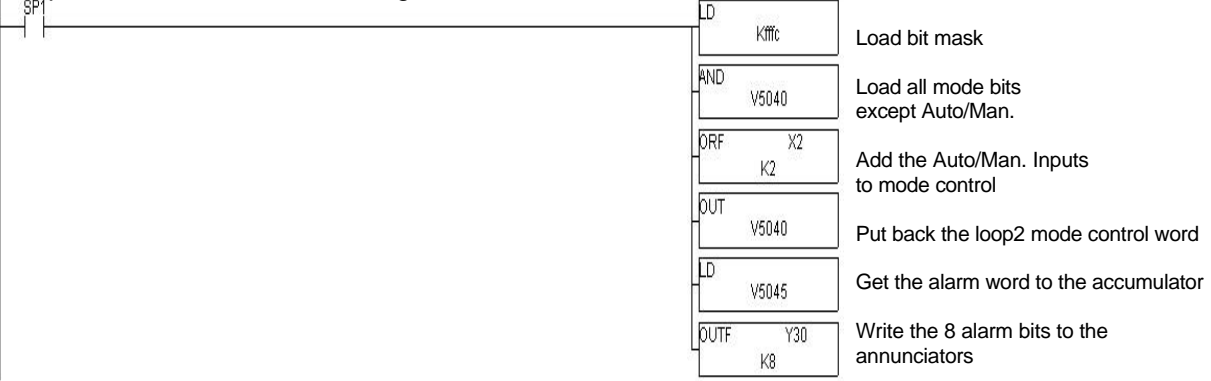 SP1
LD
Kfffc
Load bit mask
AND
V5040
Load all mode bits
except Auto/Man.
ORF X2
K2
Add the Auto/Man. Inputs
to mode control
OUT
V5040
Put back the loop2 mode control word
LD
V5045
Get the alarm word to the accumulator
OUTF Y30
K8
Write the 8 alarm bits to the
annunciators